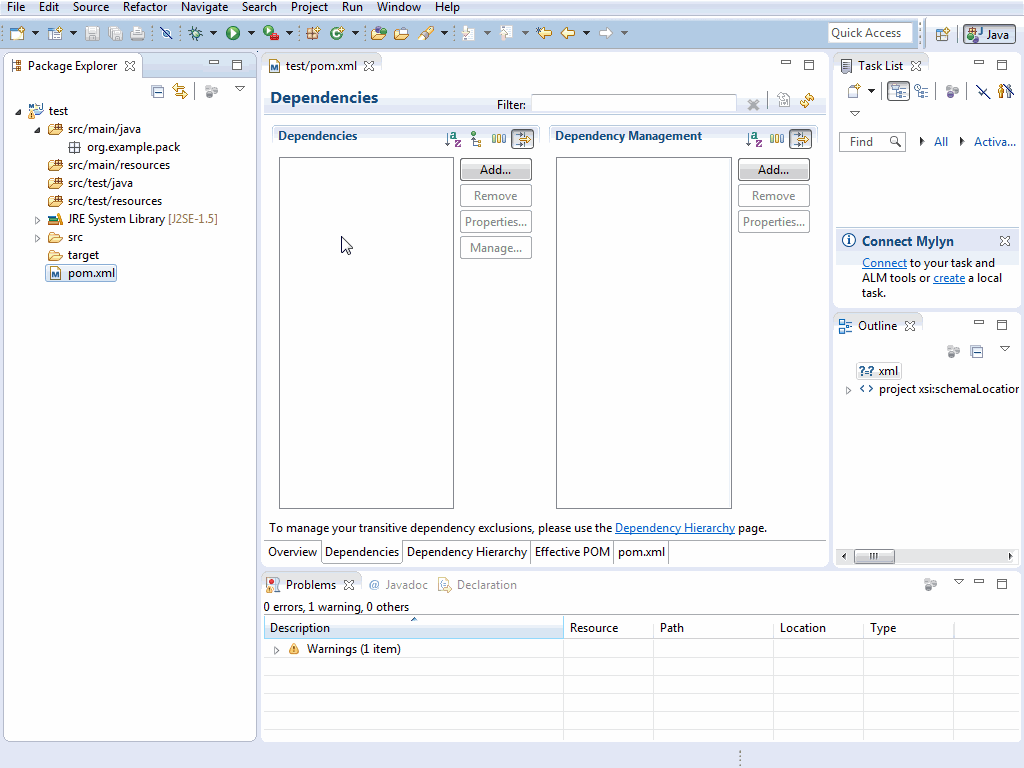 File Edit Source Refactor Navigate Search Project Run Window Help
Quick Access
Java
Package Explorer
test
src/main/java
org.example.pack
src/main/resources
src/test/java
src/test/resources
JRE System Library [J2SE-1.5]
src
target
pom.xml
test/pom.xml
Dependencies
Filter:
Dependencies
Add...
Remove
Properties...
Manage...
Dependency Management
Add...
Remove
Properties...
To manage your transitive dependency exclusions, please use the Dependency Hierarchy page.
Overview Dependencies Dependency Hierarchy Effective POM pom.xml
Task List
Find All Activa...
Connect Mylyn
Connect to your task and
ALM tools or create a local
task.
Outline
?=? xml
<> project xsi:schemaLocation
Problems @ Javadoc Declaration
0 errors, 1 warning, 0 others
Description Resource Path Location Type
Warnings (1 item)